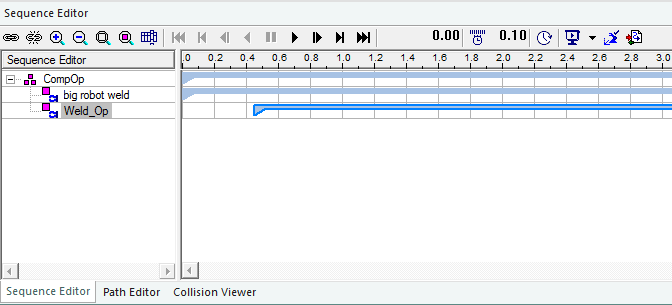 Sequence Editor
0.00 0.10
Sequence Editor
.0 0.2 0.4 0.6 0.8 1.0 1.2 1.4 1.6 1.8 2.0 2.2 2.4 2.6 2.8 3.0
CompOp
big robot weld
Weld_Op
Sequence Editor Path Editor Collision Viewer